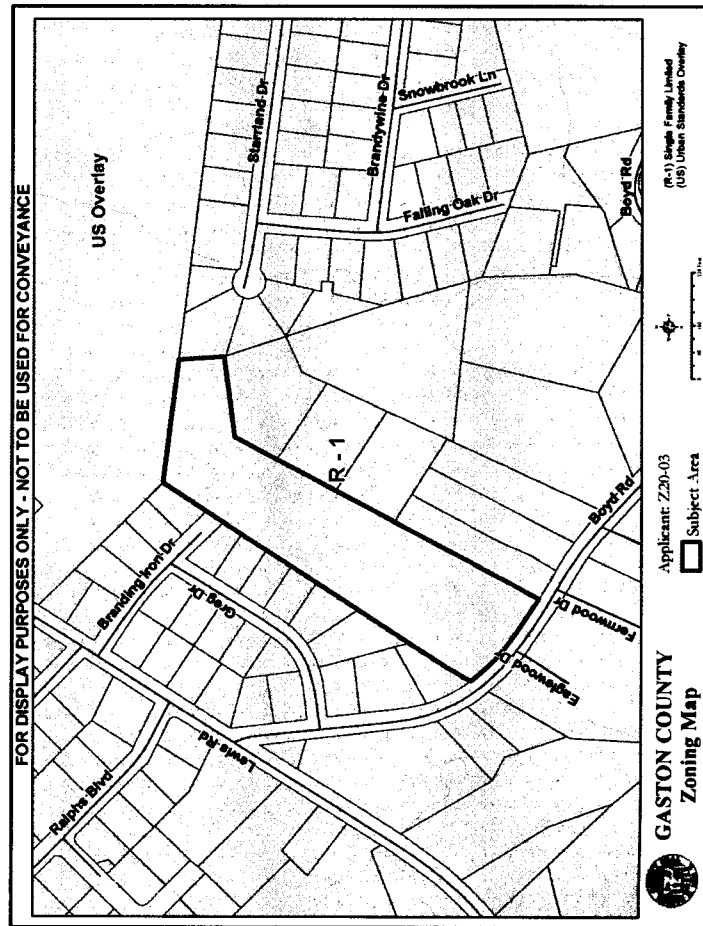 FOR DISPLAY PURPOSES ONLY - NOT TO BE USED FOR CONVEYANCE
US Overlay
Starrland Dr
Brandywine Dr
Snowbrook Ln
Falling Oak Dr
Boyd Rd
R - 1
Branding Iron Dr
Greg Dr
Ralphs Blvd
Lewis Rd
Boyd Rd
Eaglewood Dr
Fernwood Dr
GASTON COUNTY
Zoning Map
Applicant: Z20-03
Subject Area
(R-1) Single Family Limited
(US) Urban Standards Overlay